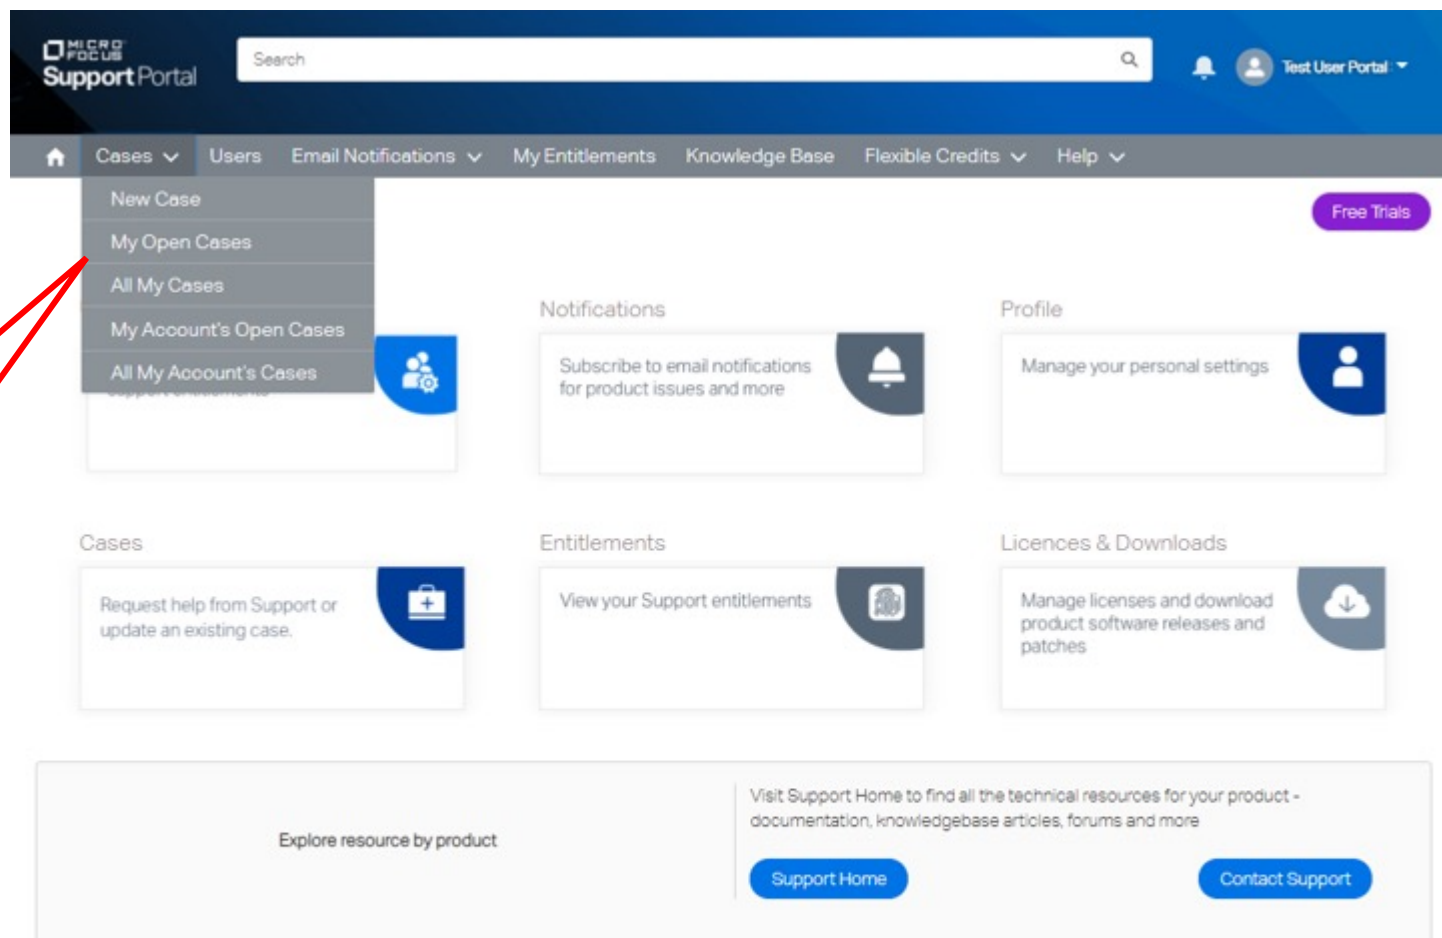 MICRO
FOCUS
Support Portal
Search
Test User Portal
Cases
Users
Email Notifications
My Entitlements
Knowledge Base
Flexible Credits
Help
New Case
My Open Cases
All My Cases
My Account's Open Cases
All My Account's Cases
Free Trials
support entitlements
Notifications
Subscribe to email notifications
for product issues and more
Profile
Manage your personal settings
Cases
Request help from Support or
update an existing case.
Entitlements
View your Support entitlements
Licences & Downloads
Manage licenses and download
product software releases and
patches
Explore resource by product
Visit Support Home to find all the technical resources for your product -
documentation, knowledgebase articles, forums and more
Support Home
Contact Support